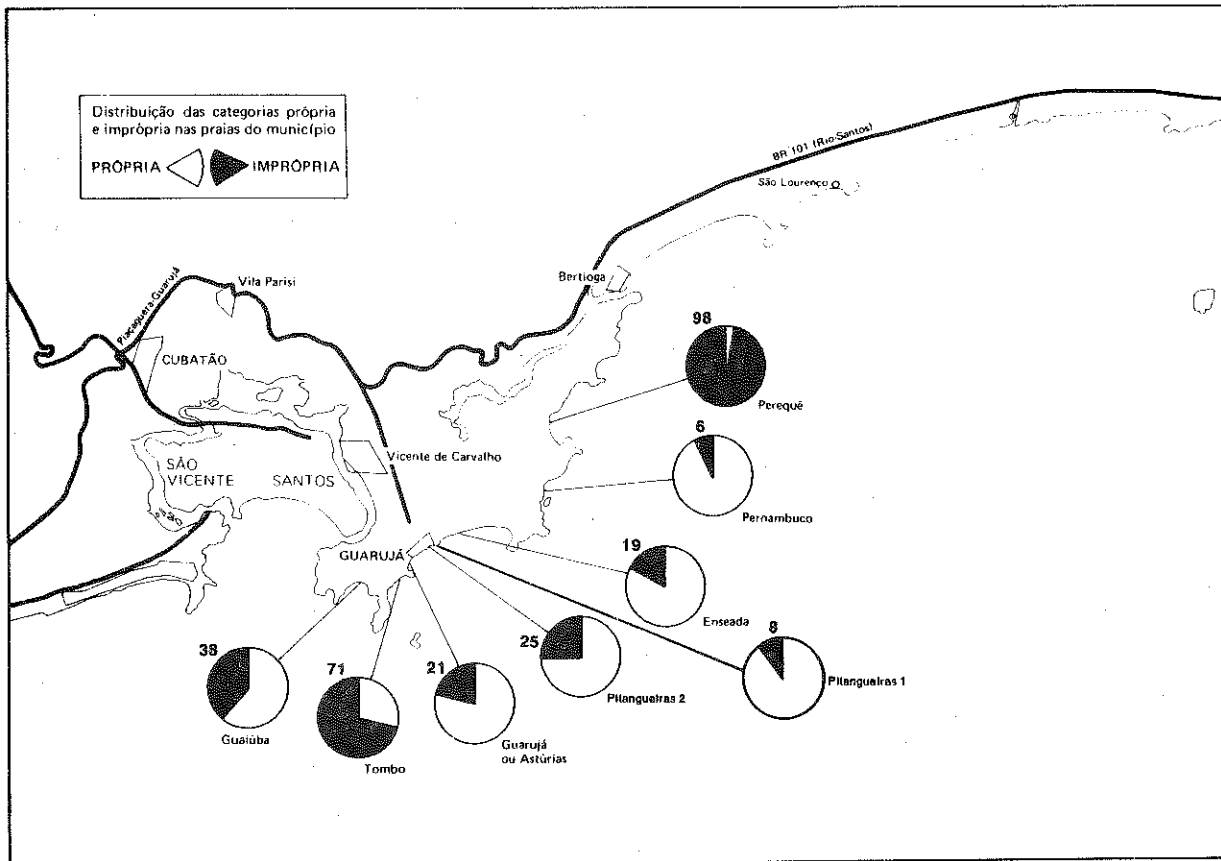 Distribuição das categorias própria
e imprópria nas praias do município
PRÓPRIA
IMPRÓPRIA
BR 101 (Rio-Santos)
São Lourenço
Bertioga
Piaçaguera-Guarujá
Vila Parisi
CUBATÃO
98
Perequê
Vicente de Carvalho
SÃO
VICENTE
SANTOS
6
Pernambuco
GUARUJÁ
19
Enseada
38
Guaiúba
71
Tombo
21
Guarujá
ou Astúrias
25
Pitangueiras 2
8
Pitangueiras 1